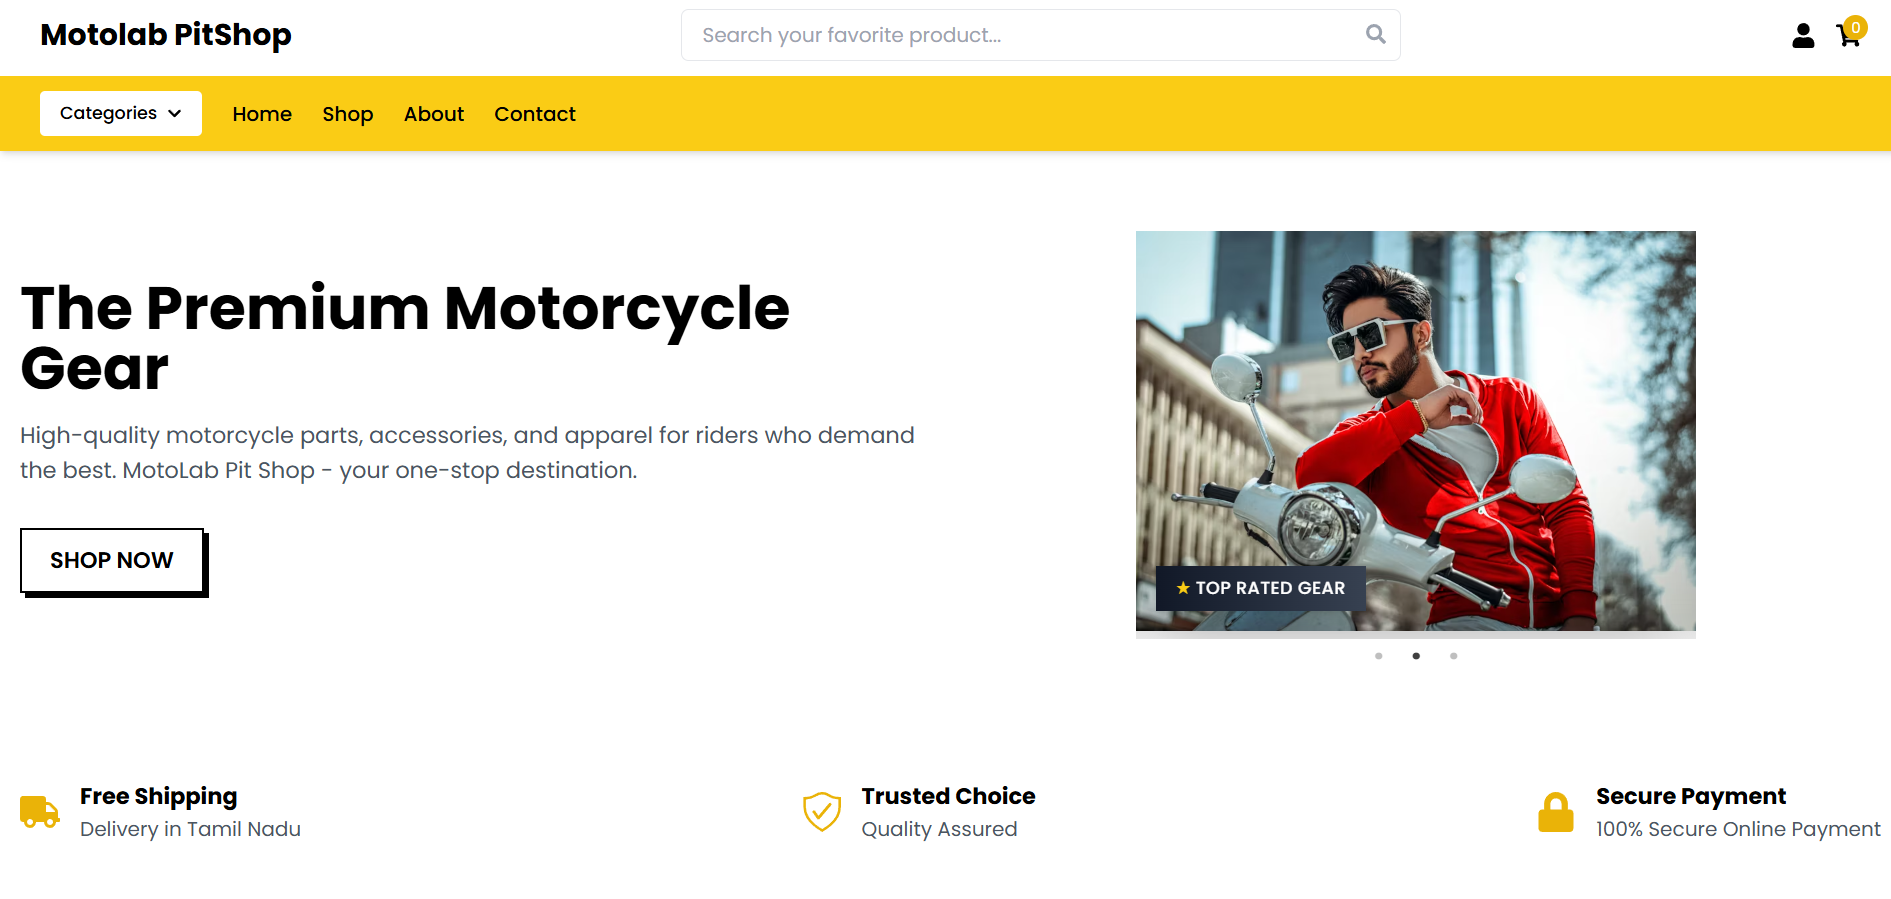 Motolab PitShop
Search your favorite product...
0
Categories
Home
Shop
About
Contact
The Premium Motorcycle
Gear
High-quality motorcycle parts, accessories, and apparel for riders who demand
the best. MotoLab Pit Shop - your one-stop destination.
SHOP NOW
★ TOP RATED GEAR
Free Shipping
Delivery in Tamil Nadu
Trusted Choice
Quality Assured
Secure Payment
100% Secure Online Payment